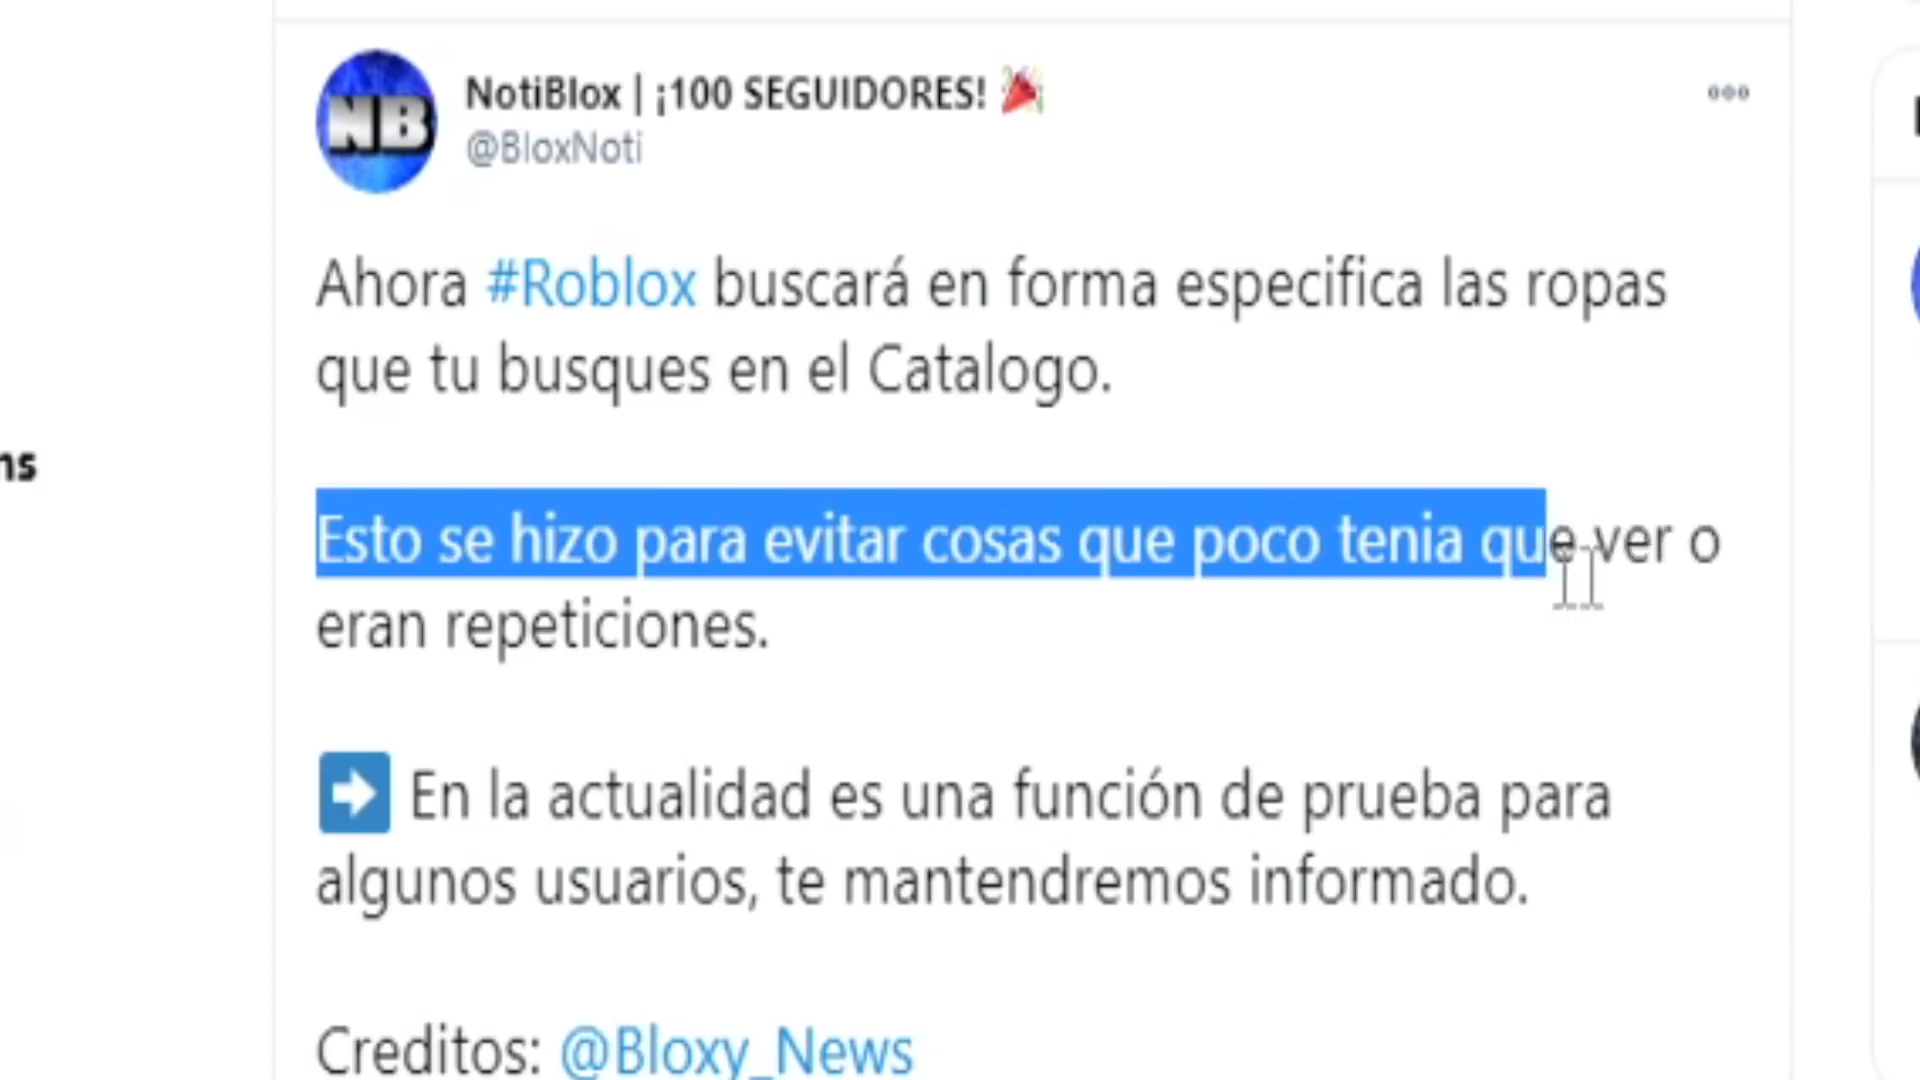 NB
NotiBlox | ¡100 SEGUIDORES! 🎉
@BloxNoti
Ahora #Roblox buscará en forma especifica las ropas
que tu busques en el Catalogo.
ns
Esto se hizo para evitar cosas que poco tenia que ver o
eran repeticiones.
➡ En la actualidad es una función de prueba para
algunos usuarios, te mantendremos informado.
Creditos: @Bloxy_News